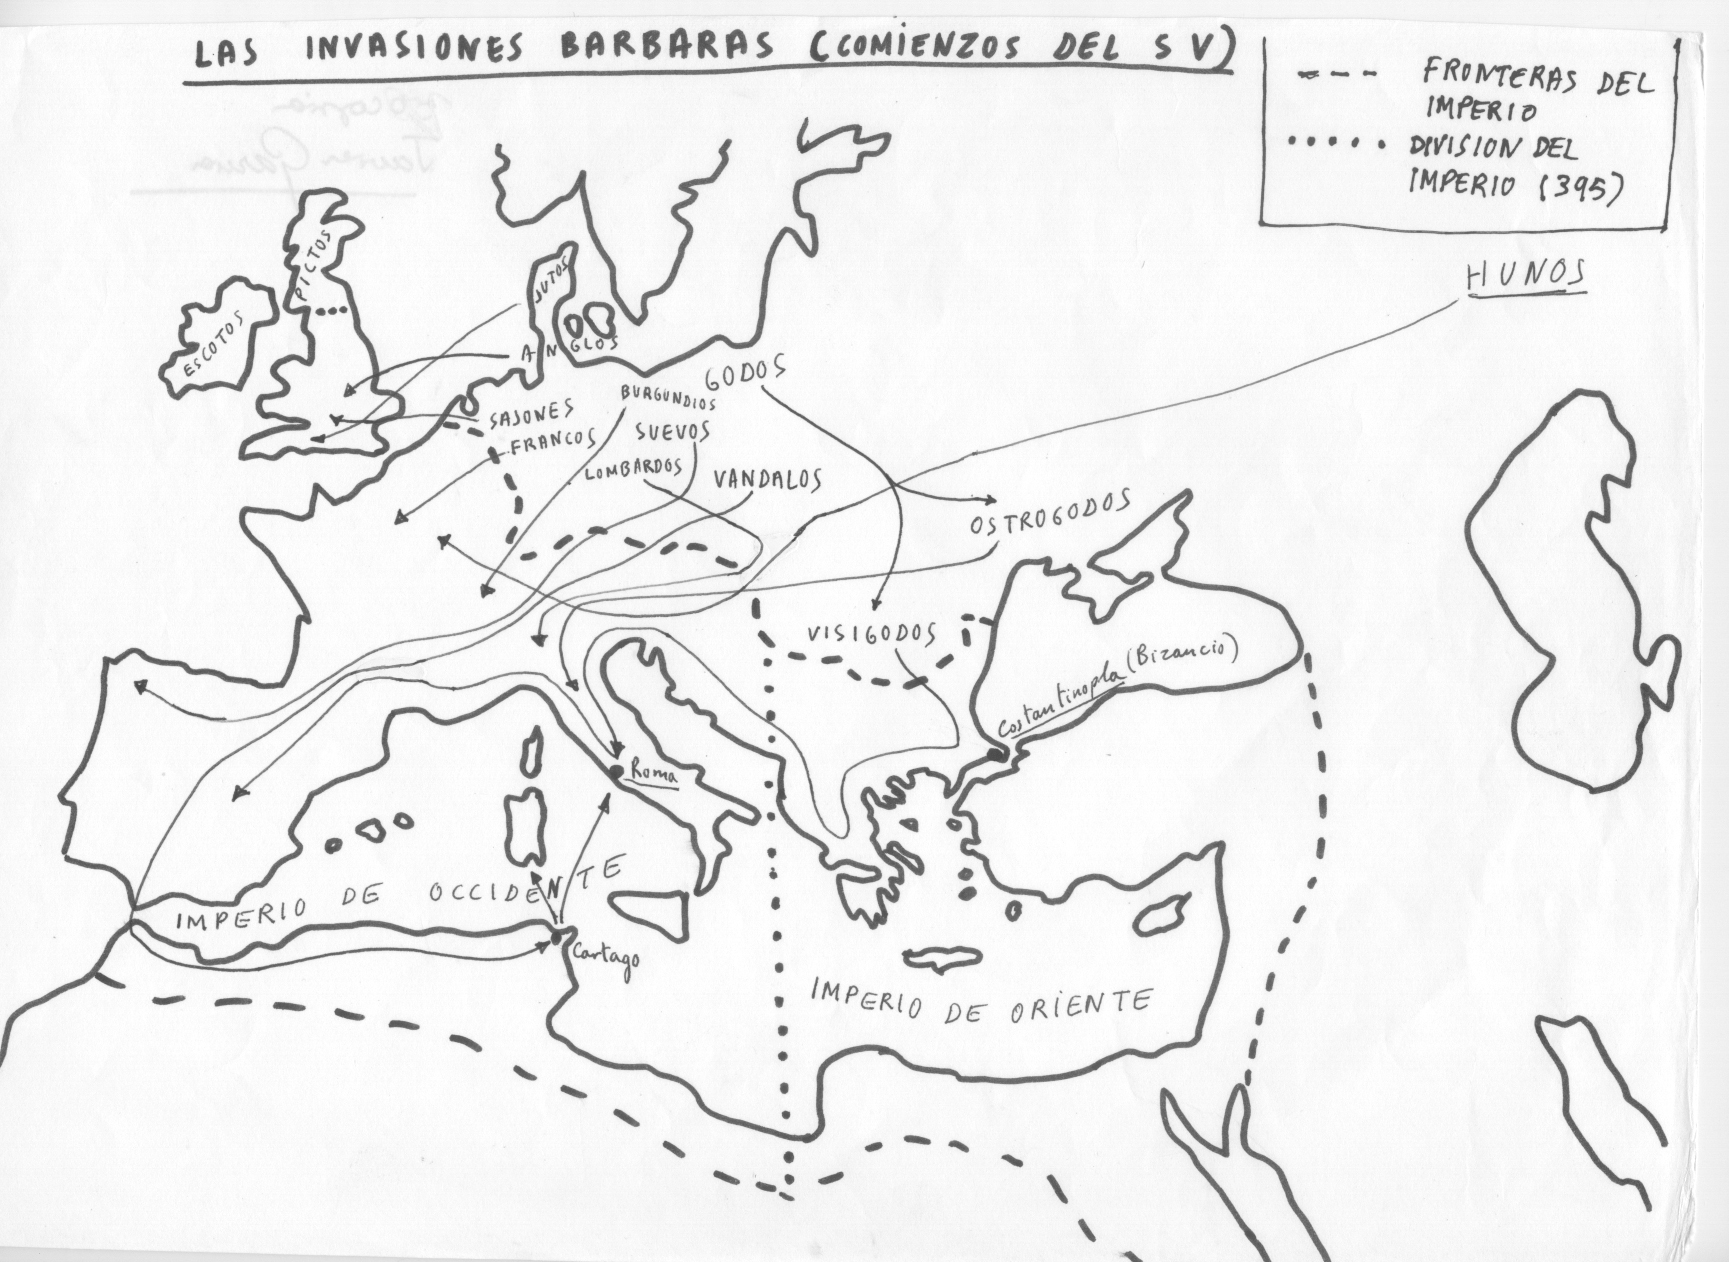 LAS INVASIONES BARBARAS (COMIENZOS DEL S V)
FRONTERAS DEL
IMPERIO
DIVISION DEL
IMPERIO (395)
HUNOS
PICTOS
ESCOTOS
JUTOS
ANGLOS
SAJONES
FRANCOS
BURGUNDIOS
GODOS
SUEVOS
LOMBARDOS
VANDALOS
OSTROGODOS
VISIGODOS
Costantinopla (Bizancio)
Roma
IMPERIO DE OCCIDENTE
Cartago
IMPERIO DE ORIENTE